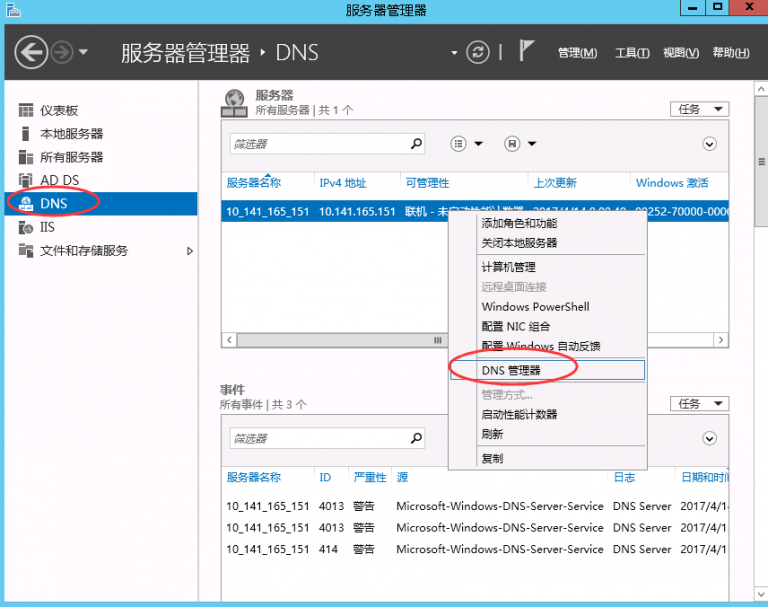 服务器管理器
服务器管理器 · DNS
管理(M) 工具(T) 视图(V) 帮助(H)
仪表板
本地服务器
所有服务器
AD DS
DNS
IIS
文件和存储服务
服务器
所有服务器 | 共 1 个
任务
筛选器
服务器名称 IPv4 地址 可管理性 上次更新 Windows 激活
10_141_165_151 10.141.165.151 联机 - 未启动性能计数器 2017/4/14 00252-70000-0000
添加角色和功能
关闭本地服务器
计算机管理
远程桌面连接
Windows PowerShell
配置 NIC 组合
配置 Windows 自动反馈
DNS 管理器
管理方式...
启动性能计数器
刷新
复制
事件
所有事件 | 共 3 个
任务
筛选器
服务器名称 ID 严重性 源 日志 日期和时间
10_141_165_151 4013 警告 Microsoft-Windows-DNS-Server-Service DNS Server 2017/4/1
10_141_165_151 4013 警告 Microsoft-Windows-DNS-Server-Service DNS Server 2017/4/1
10_141_165_151 414 警告 Microsoft-Windows-DNS-Server-Service DNS Server 2017/4/1